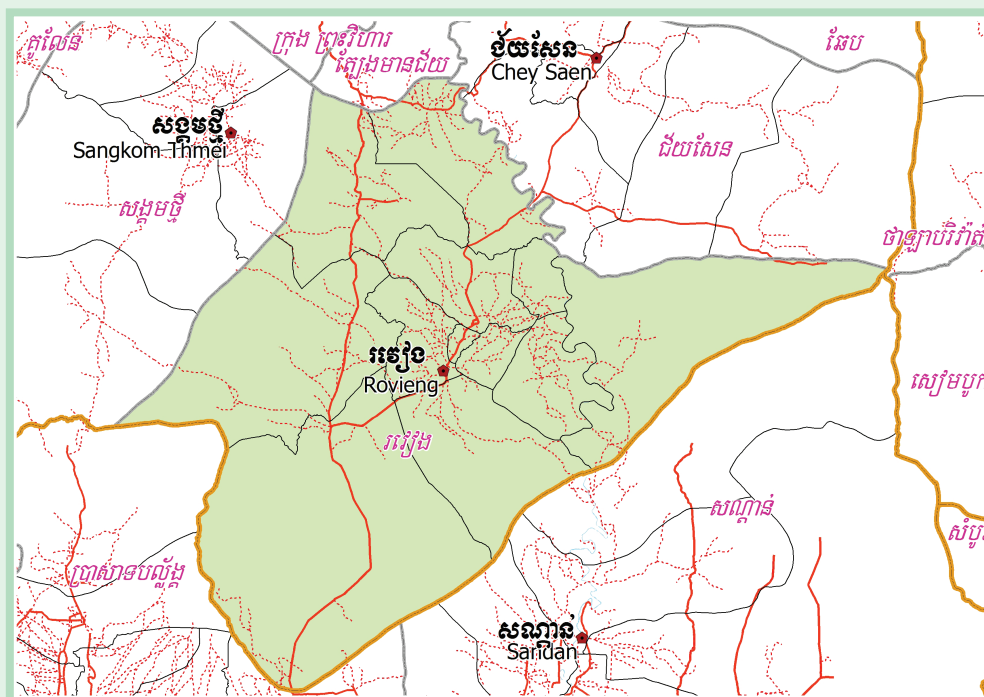 គូលែន
ក្រុង ព្រះវិហារ
ត្បែងមានជ័យ
ជ័យសែន
Chey Saen
ឆែប
សង្គមថ្មី
Sangkom Thmei
ជ័យសែន
សង្គមថ្មី
ថាឡាបរិវ៉ាត់
រវៀង
Rovieng
សៀមបូក
រវៀង
សណ្ដាន់
ប្រាសាទបល្ល័ង្គ
សណ្ដាន់
Sandan